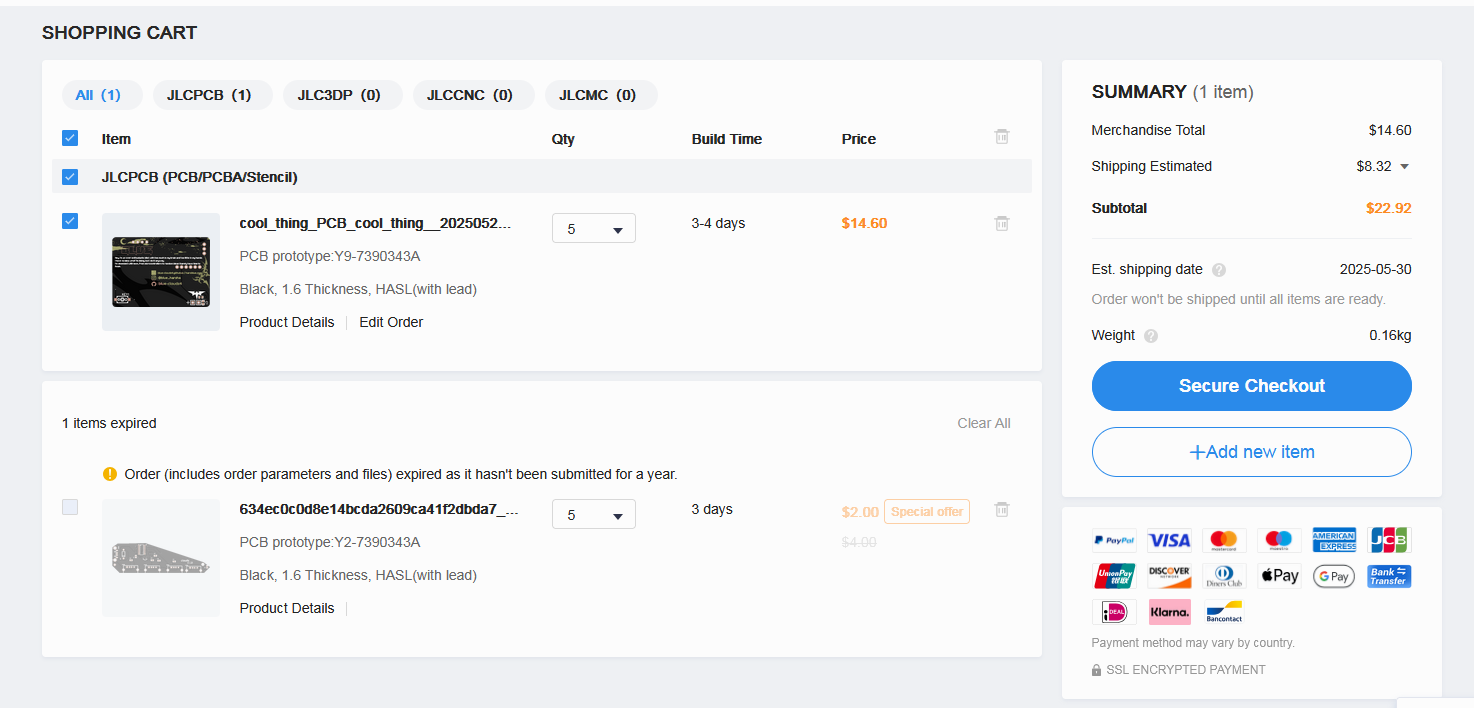 SHOPPING CART
All (1) JLCPCB (1) JLC3DP (0) JLCCNC (0) JLCMC (0)
Item Qty Build Time Price
JLCPCB (PCB/PCBA/Stencil)
cool_thing_PCB_cool_thing__2025052... 5 3-4 days $14.60
PCB prototype:Y9-7390343A
Black, 1.6 Thickness, HASL(with lead)
Product Details Edit Order
1 items expired Clear All
Order (includes order parameters and files) expired as it hasn't been submitted for a year.
634ec0c0d8e14bcda2609ca41f2dbda7_... 5 3 days $2.00 Special offer
$4.00
PCB prototype:Y2-7390343A
Black, 1.6 Thickness, HASL(with lead)
Product Details
SUMMARY (1 item)
Merchandise Total $14.60
Shipping Estimated $8.32
Subtotal $22.92
Est. shipping date ? 2025-05-30
Order won't be shipped until all items are ready.
Weight ? 0.16kg
Secure Checkout
+Add new item
PayPal VISA mastercard maestro AMERICAN EXPRESS JCB
UnionPay 银联 DISCOVER NETWORK Diners Club Pay G Pay Bank Transfer
iDEAL Klarna. Bancontact
Payment method may vary by country.
SSL ENCRYPTED PAYMENT